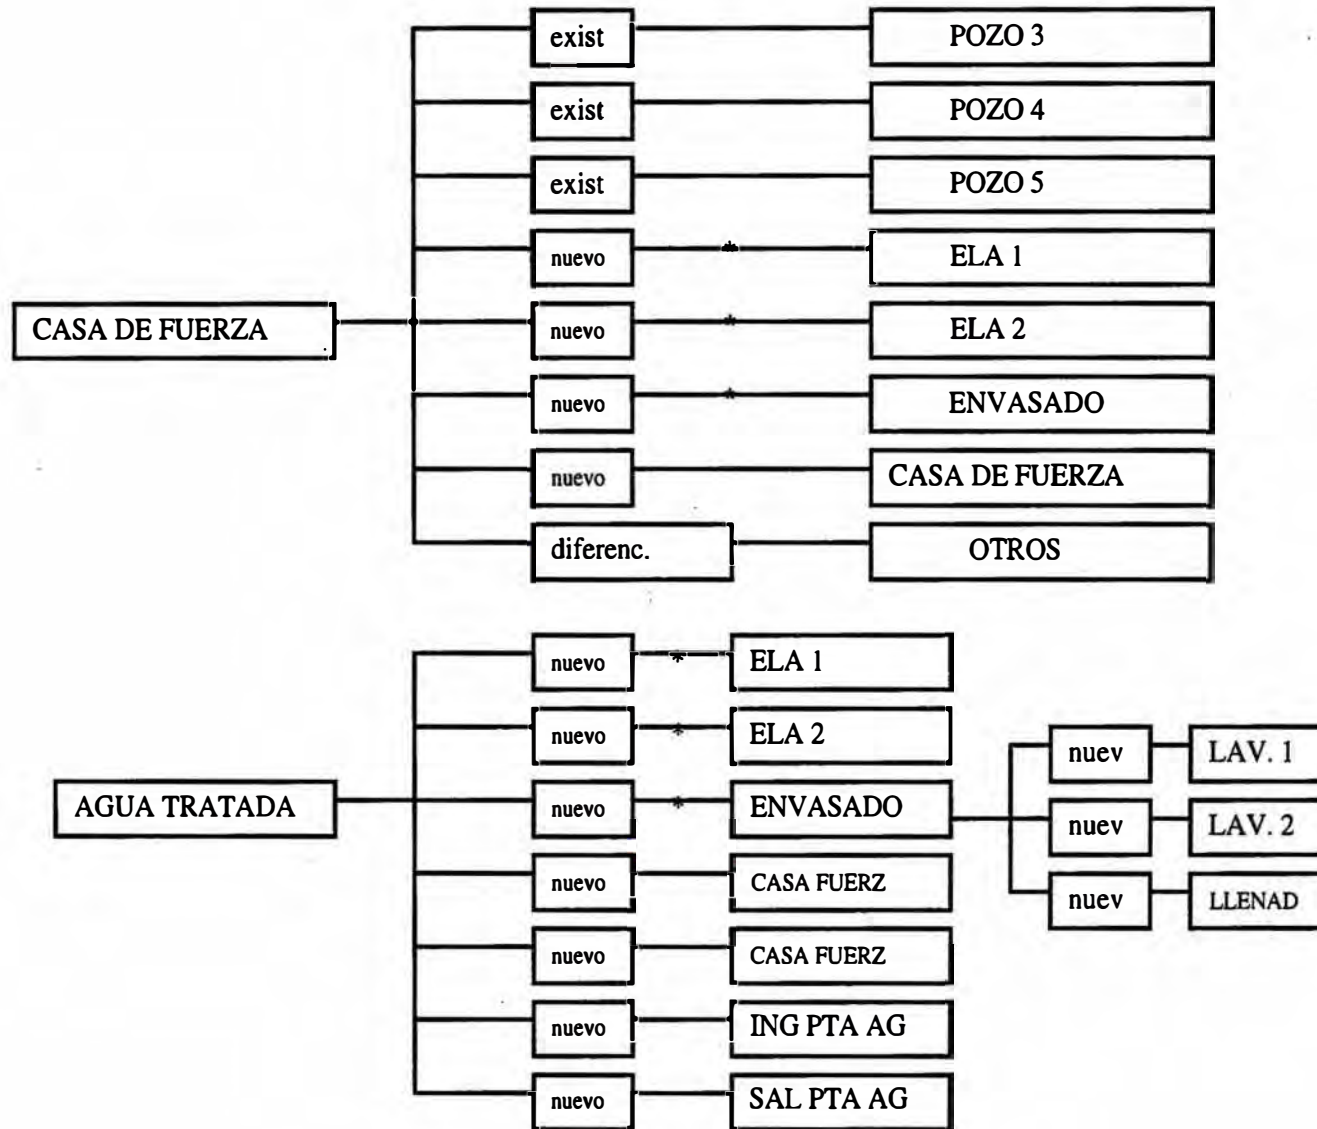 exist POZO 3
exist POZO 4
exist POZO 5
nuevo * ELA 1
CASA DE FUERZA nuevo * ELA 2
nuevo * ENVASADO
nuevo CASA DE FUERZA
diferenc. OTROS
nuevo * ELA 1
nuevo * ELA 2
nuev LAV. 1
AGUA TRATADA nuevo * ENVASADO
nuev LAV. 2
nuevo CASA FUERZ
nuev LLENAD
nuevo CASA FUERZ
nuevo ING PTA AG
nuevo SAL PTA AG